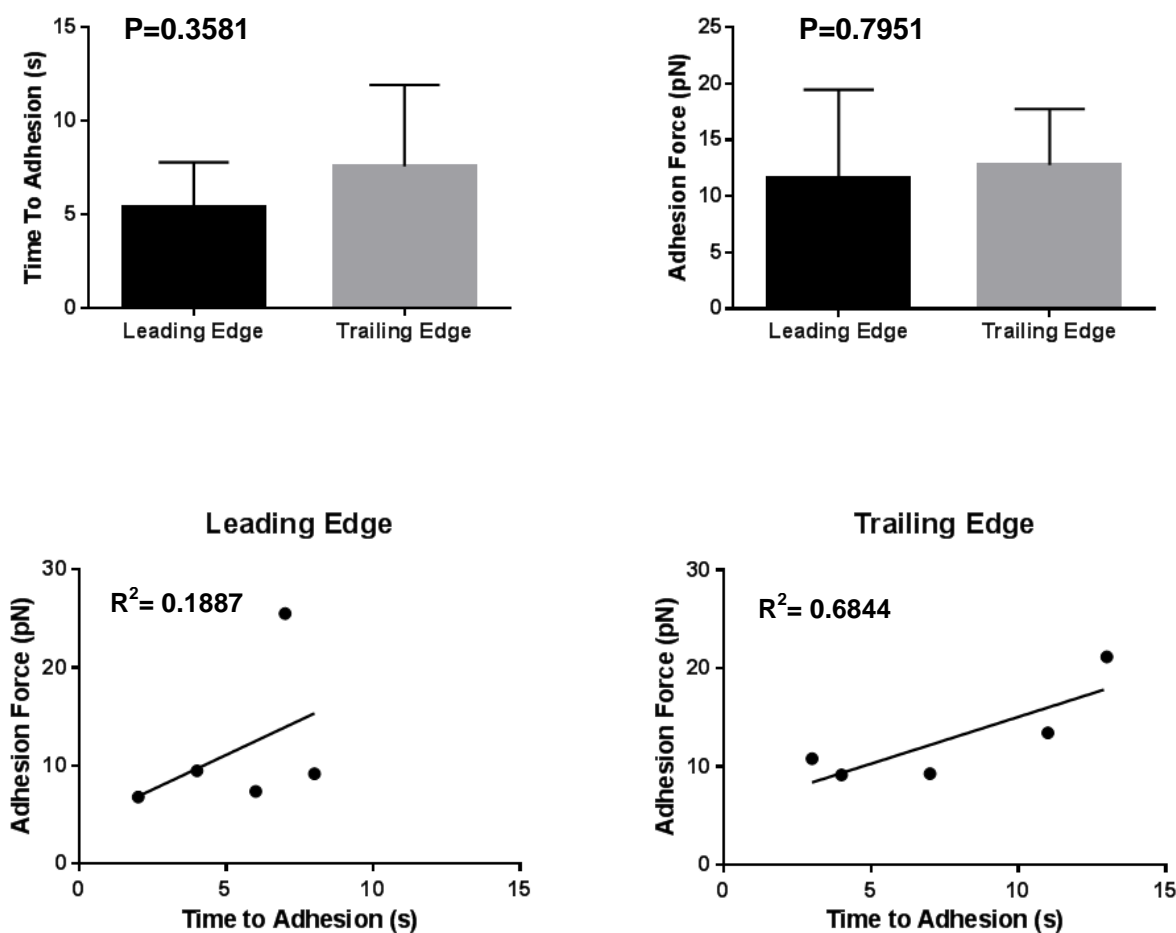 P=0.3581
15
10
5
0
Time To Adhesion (s)
Leading Edge
Trailing Edge
P=0.7951
25
20
15
10
5
0
Adhesion Force (pN)
Leading Edge
Trailing Edge
Leading Edge
R²= 0.1887
30
20
10
0
Adhesion Force (pN)
0
5
10
15
Time to Adhesion (s)
Trailing Edge
R²= 0.6844
30
20
10
0
Adhesion Force (pN)
0
5
10
15
Time to Adhesion (s)